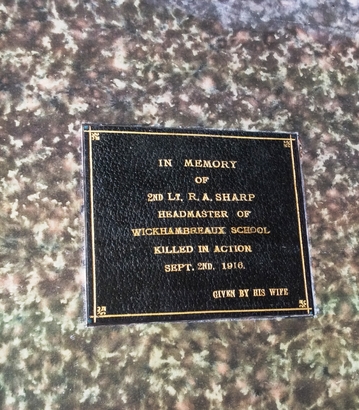 IN MEMORY
OF
2ND LT. R. A. SHARP
HEADMASTER OF
WICKHAMBREAUX SCHOOL
KILLED IN ACTION
SEPT. 2ND. 1916.
GIVEN BY HIS WIFE